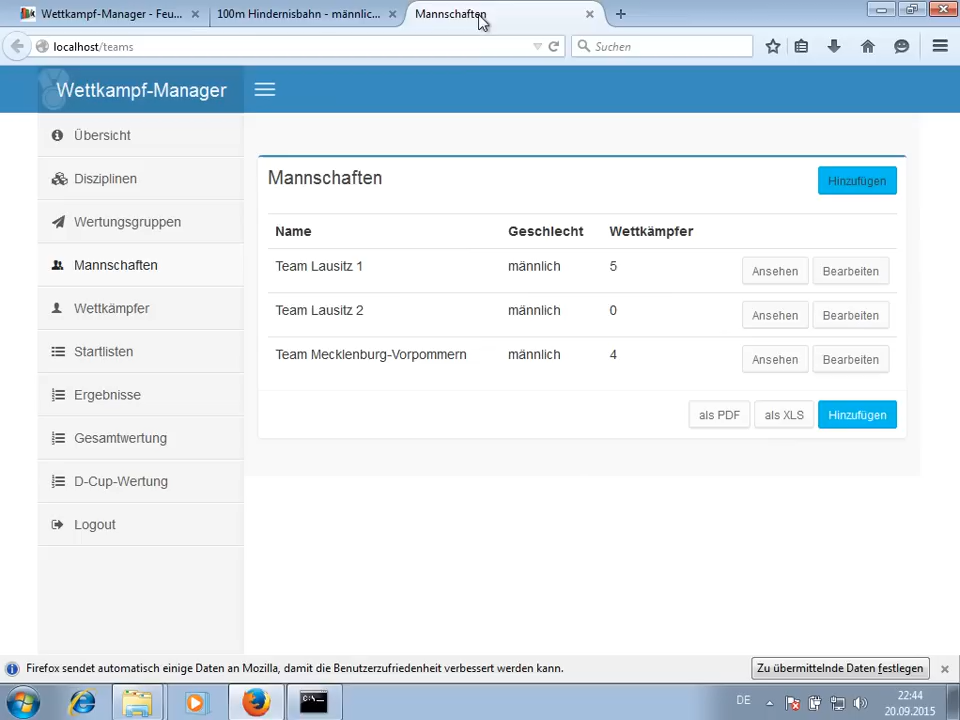 Wettkampf-Manager - Feu...
100m Hindernisbahn - männlic...
Mannschaften
localhost/teams
Suchen
Wettkampf-Manager
Übersicht
Disziplinen
Wertungsgruppen
Mannschaften
Wettkämpfer
Startlisten
Ergebnisse
Gesamtwertung
D-Cup-Wertung
Logout
Mannschaften
Hinzufügen
Name Geschlecht Wettkämpfer
Team Lausitz 1 männlich 5 Ansehen Bearbeiten
Team Lausitz 2 männlich 0 Ansehen Bearbeiten
Team Mecklenburg-Vorpommern männlich 4 Ansehen Bearbeiten
als PDF als XLS Hinzufügen
Firefox sendet automatisch einige Daten an Mozilla, damit die Benutzerzufriedenheit verbessert werden kann.
Zu übermittelnde Daten festlegen
DE
22:44
20.09.2015